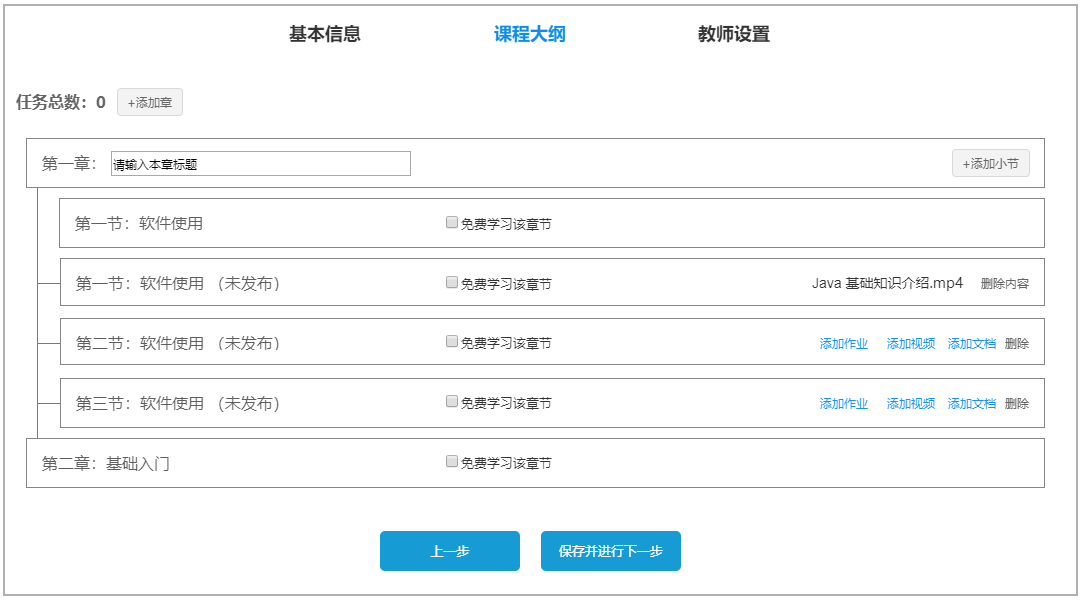 基本信息 课程大纲 教师设置
任务总数：0 +添加章
第一章： 请输入本章标题 +添加小节
第一节：软件使用 免费学习该章节
第一节：软件使用 （未发布） 免费学习该章节 Java 基础知识介绍.mp4 删除内容
第二节：软件使用 （未发布） 免费学习该章节 添加作业 添加视频 添加文档 删除
第三节：软件使用 （未发布） 免费学习该章节 添加作业 添加视频 添加文档 删除
第二章：基础入门 免费学习该章节
上一步 保存并进行下一步